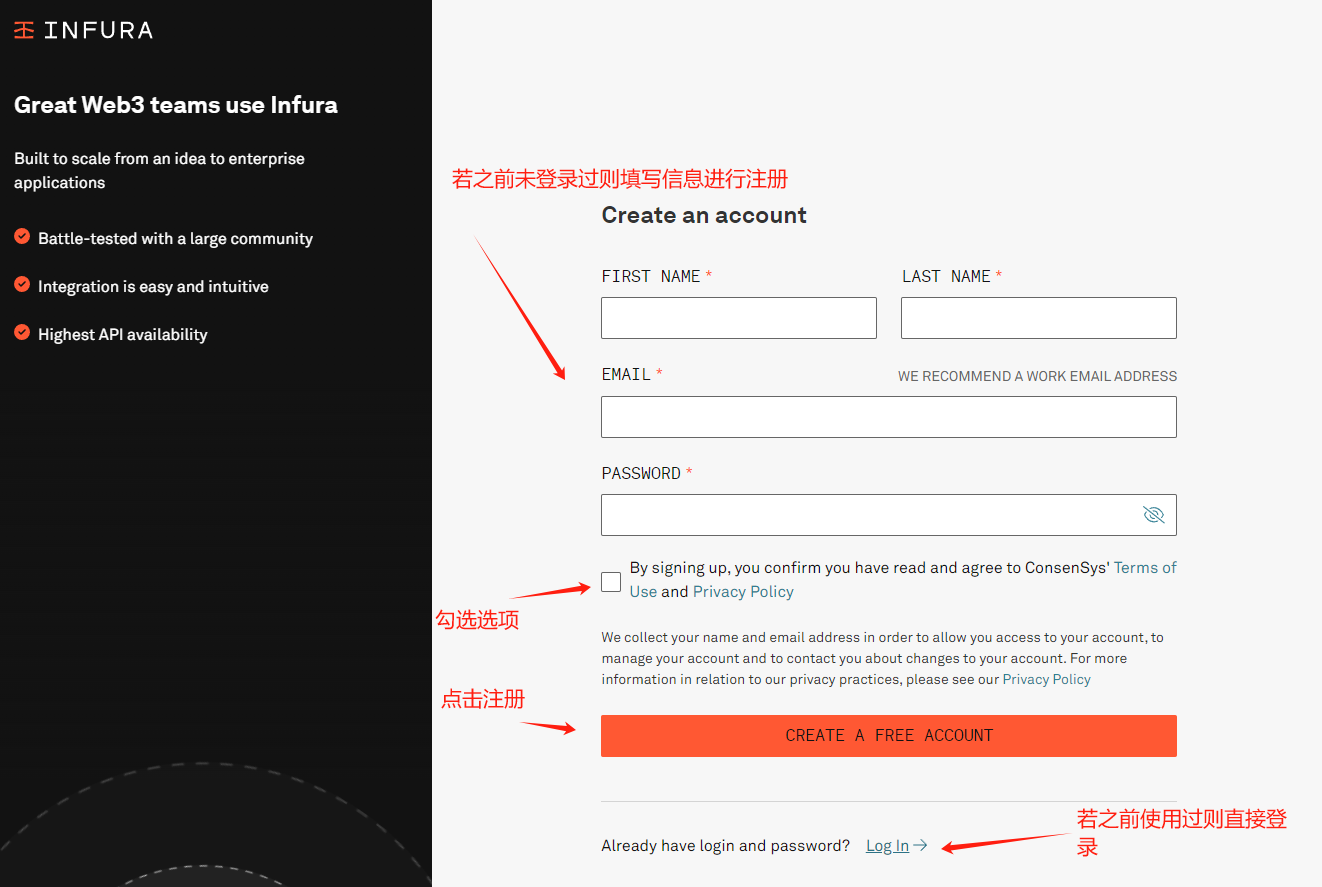 INFURA
Great Web3 teams use Infura
Built to scale from an idea to enterprise
applications
Battle-tested with a large community
Integration is easy and intuitive
Highest API availability
若之前未登录过则填写信息进行注册
Create an account
FIRST NAME *
LAST NAME *
EMAIL *
WE RECOMMEND A WORK EMAIL ADDRESS
PASSWORD *
By signing up, you confirm you have read and agree to ConsenSys' Terms of
Use and Privacy Policy
勾选选项
We collect your name and email address in order to allow you access to your account, to
manage your account and to contact you about changes to your account. For more
information in relation to our privacy practices, please see our Privacy Policy
点击注册
CREATE A FREE ACCOUNT
Already have login and password? Log In →
若之前使用过则直接登
录